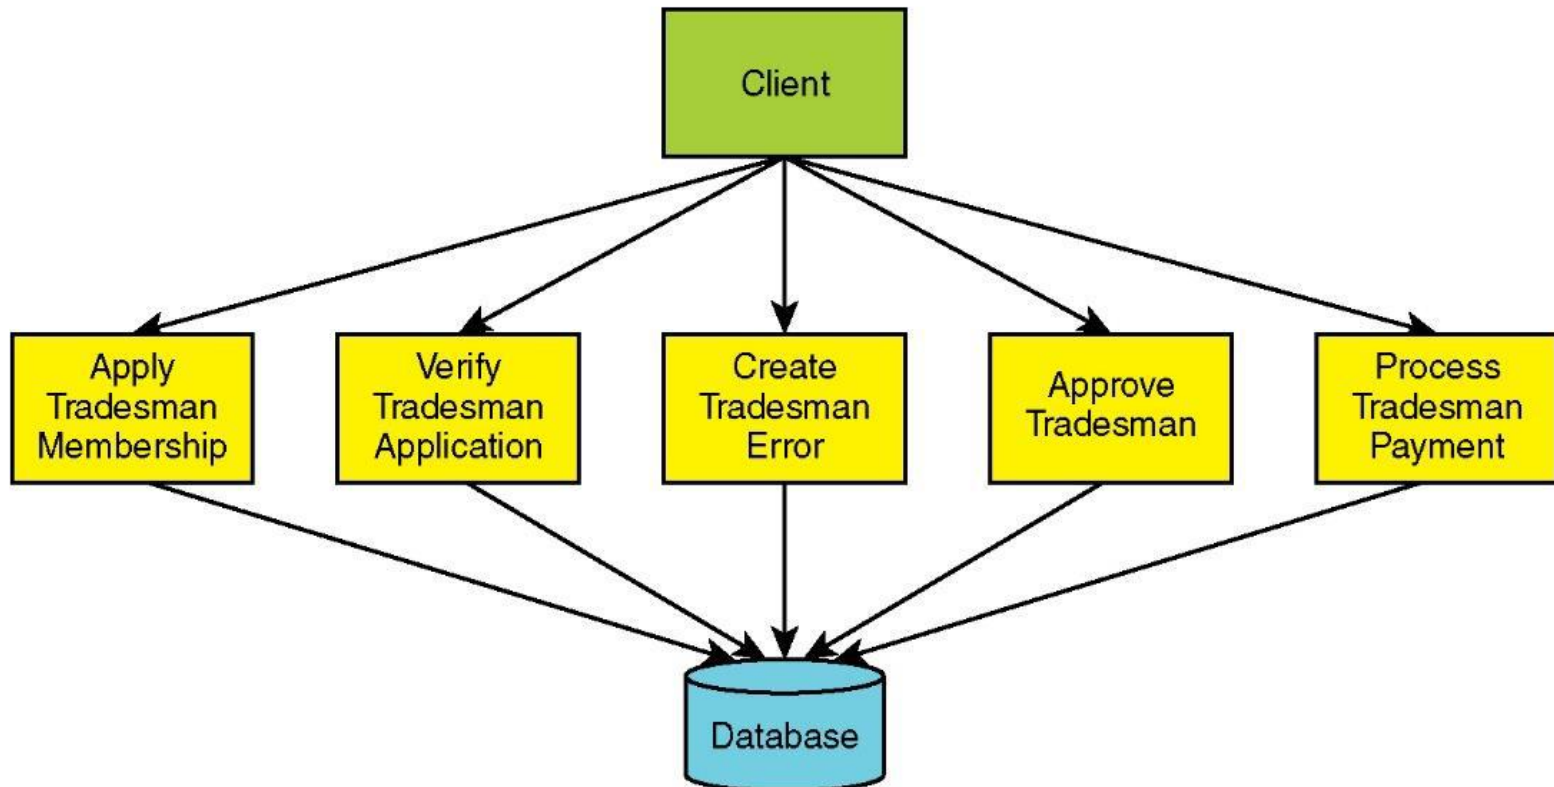 Client
Apply
Tradesman
Membership
Verify
Tradesman
Application
Create
Tradesman
Error
Approve
Tradesman
Process
Tradesman
Payment
Database